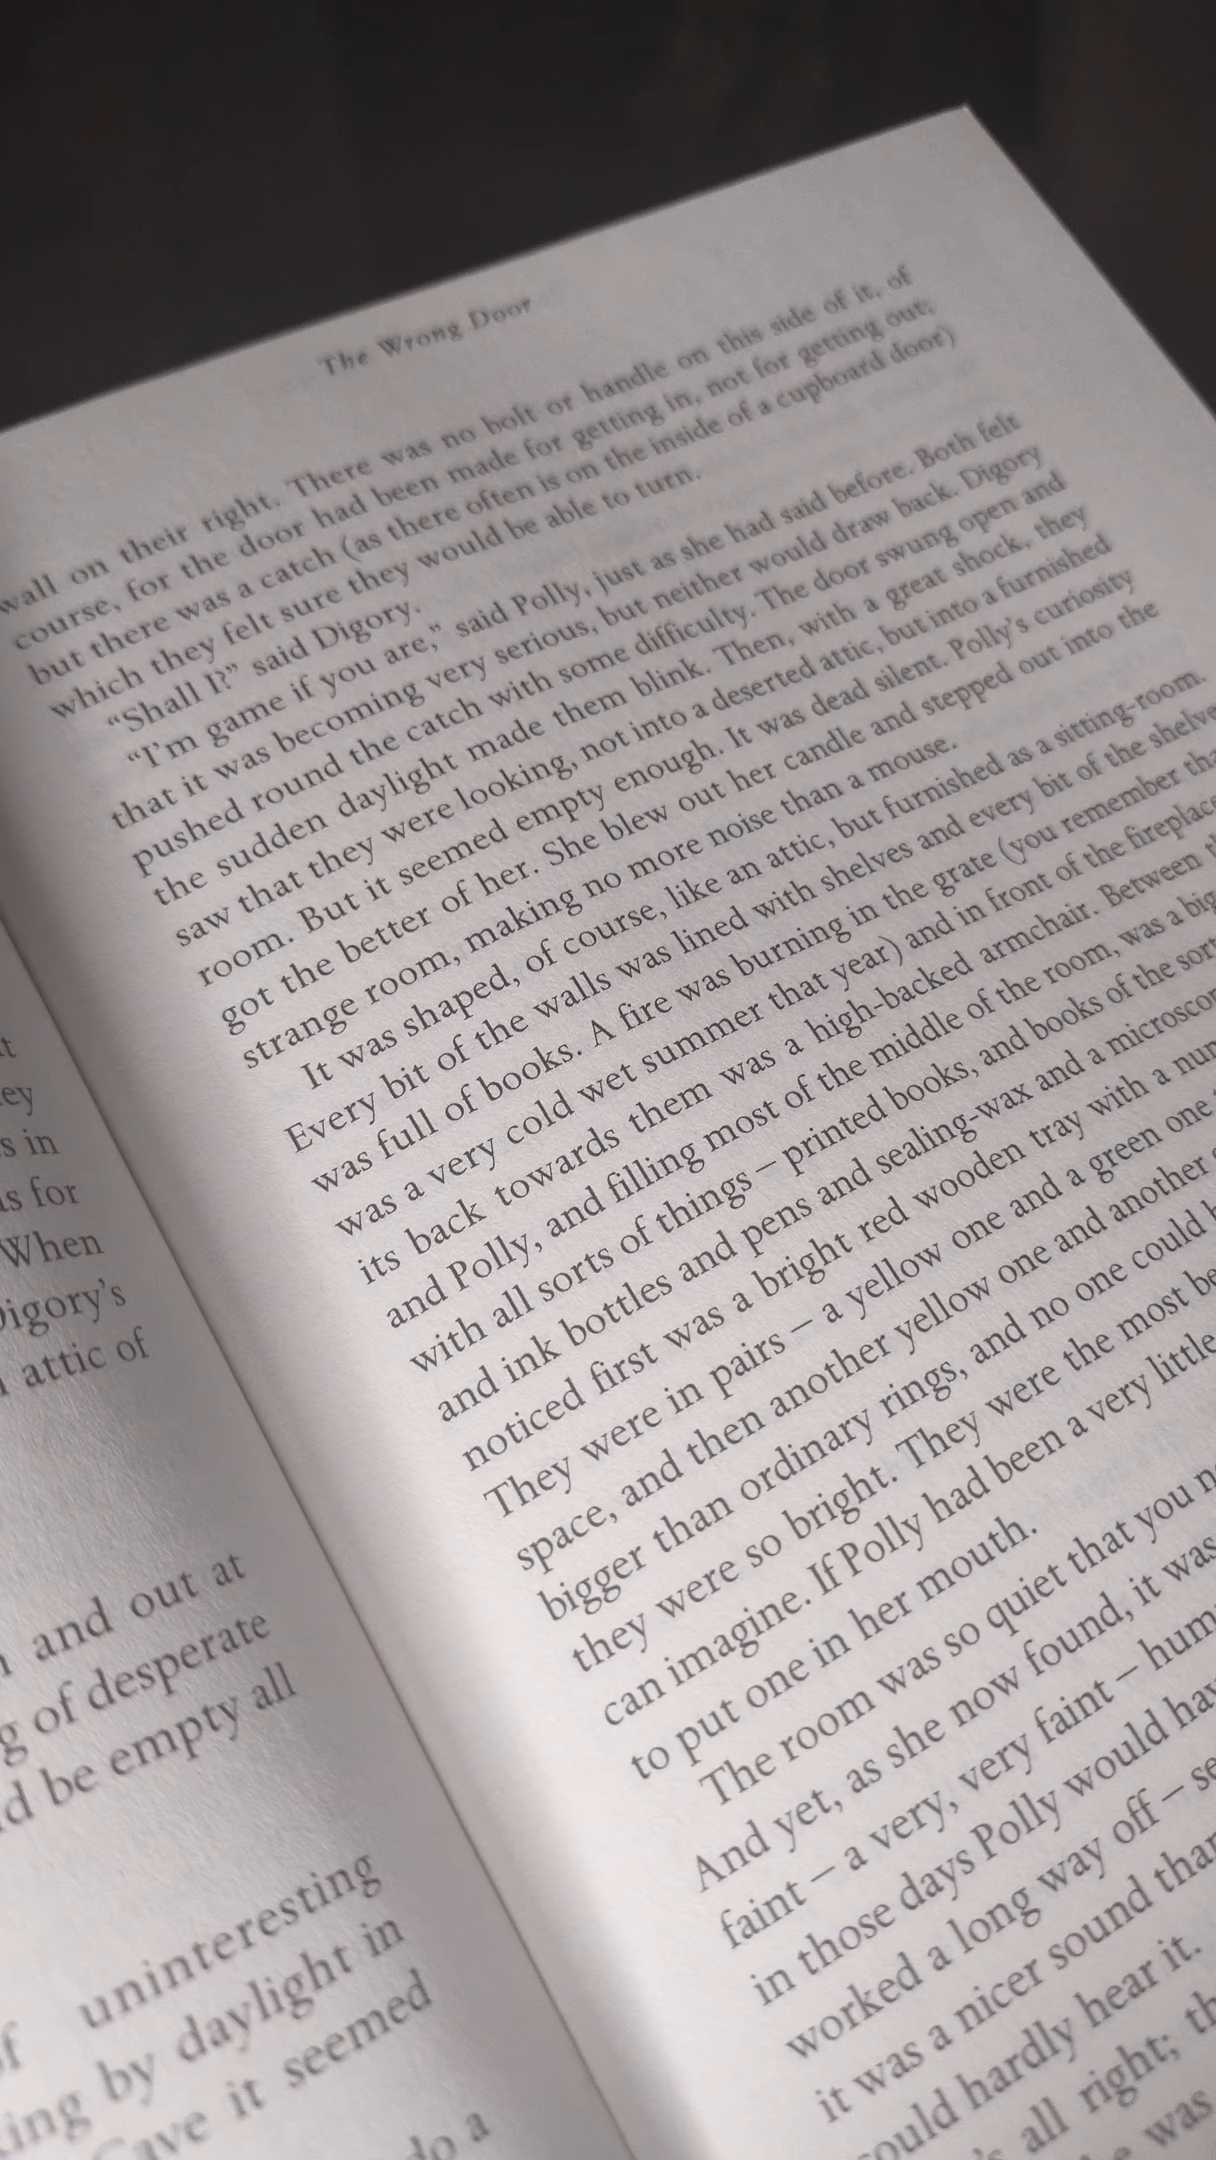 t
ey
s in
ls for
When
Digory's
attic of
and out at
g of desperate
d be empty all
of uninteresting
king by daylight in
Cave it seemed
do a
The Wrong Door
wall on their right. There was no bolt or handle on this side of it, of
course, for the door had been made for getting in, not for getting out;
but there was a catch (as there often is on the inside of a cupboard door)
which they felt sure they would be able to turn.
“Shall I?” said Digory.
“I'm game if you are,” said Polly, just as she had said before. Both felt
that it was becoming very serious, but neither would draw back. Digory
pushed round the catch with some difficulty. The door swung open and
the sudden daylight made them blink. Then, with a great shock, they
saw that they were looking, not into a deserted attic, but into a furnished
room. But it seemed empty enough. It was dead silent. Polly's curiosity
got the better of her. She blew out her candle and stepped out into the
strange room, making no more noise than a mouse.
It was shaped, of course, like an attic, but furnished as a sitting-room.
Every bit of the walls was lined with shelves and every bit of the shelve
was full of books. A fire was burning in the grate (you remember tha
was a very cold wet summer that year) and in front of the fireplace
its back towards them was a high-backed armchair. Between t
and Polly, and filling most of the middle of the room, was a big
with all sorts of things – printed books, and books of the sort
and ink bottles and pens and sealing-wax and a microscop
noticed first was a bright red wooden tray with a num
They were in pairs – a yellow one and a green one
space, and then another yellow one and another
bigger than ordinary rings, and no one could h
they were so bright. They were the most be
can imagine. If Polly had been a very little
to put one in her mouth.
The room was so quiet that you no
And yet, as she now found, it was
faint – a very, very faint – humm
in those days Polly would hav
worked a long way off – se
it was a nicer sound than
could hardly hear it.
's all right; th
he was